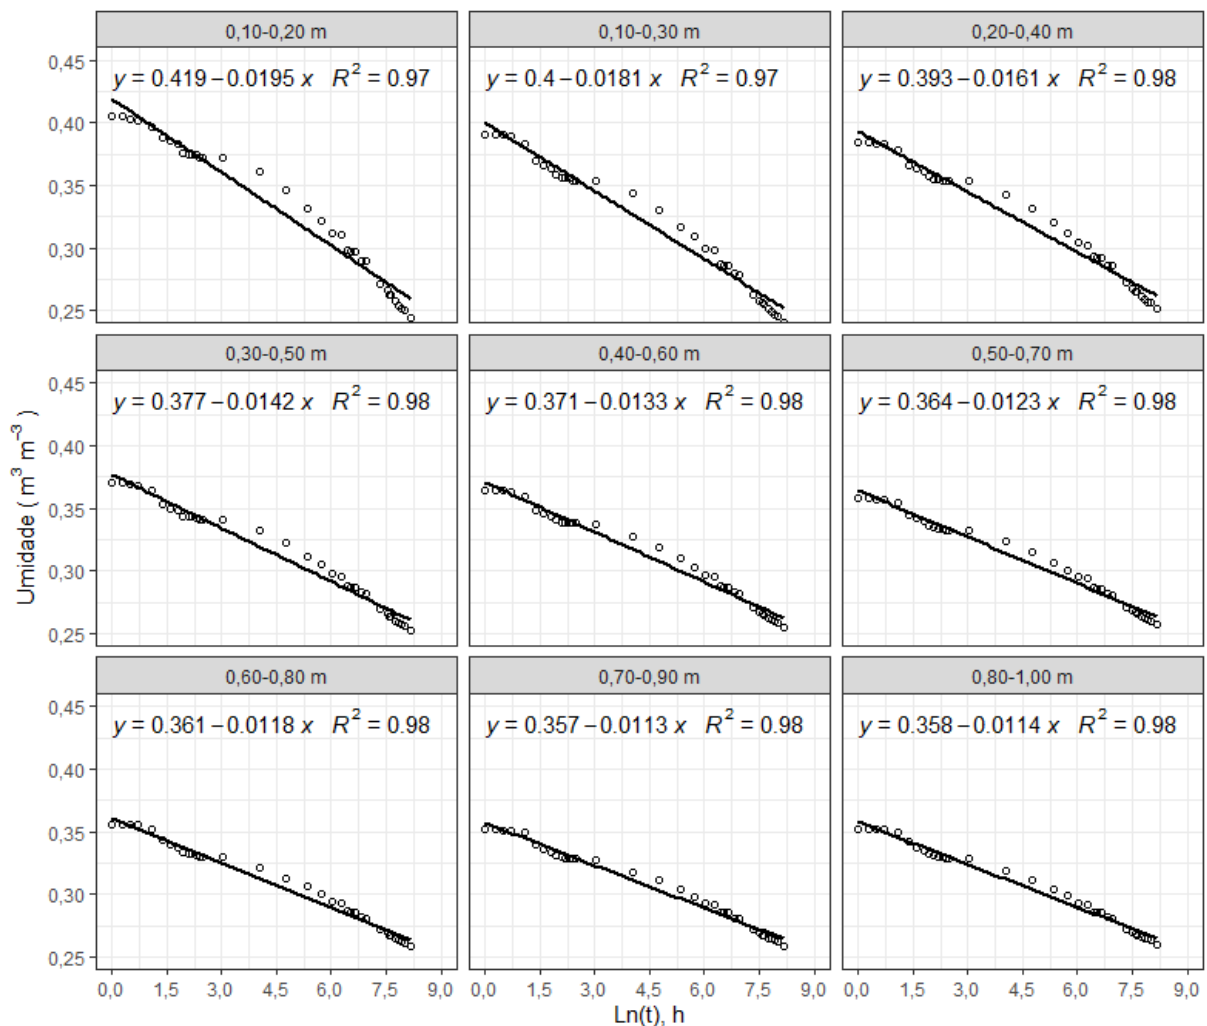 0,10-0,20 m
0,10-0,30 m
0,20-0,40 m
0,45
0,40
0,35
0,30
0,25
y = 0.419 − 0.0195 x R² = 0.97
y = 0.4 − 0.0181 x R² = 0.97
y = 0.393 − 0.0161 x R² = 0.98
0,30-0,50 m
0,40-0,60 m
0,50-0,70 m
0,45
0,40
0,35
0,30
0,25
y = 0.377 − 0.0142 x R² = 0.98
y = 0.371 − 0.0133 x R² = 0.98
y = 0.364 − 0.0123 x R² = 0.98
Umidade ( m³ m⁻³ )
0,60-0,80 m
0,70-0,90 m
0,80-1,00 m
0,45
0,40
0,35
0,30
0,25
y = 0.361 − 0.0118 x R² = 0.98
y = 0.357 − 0.0113 x R² = 0.98
y = 0.358 − 0.0114 x R² = 0.98
0,0 1,5 3,0 4,5 6,0 7,5 9,0
0,0 1,5 3,0 4,5 6,0 7,5 9,0
0,0 1,5 3,0 4,5 6,0 7,5 9,0
Ln(t), h